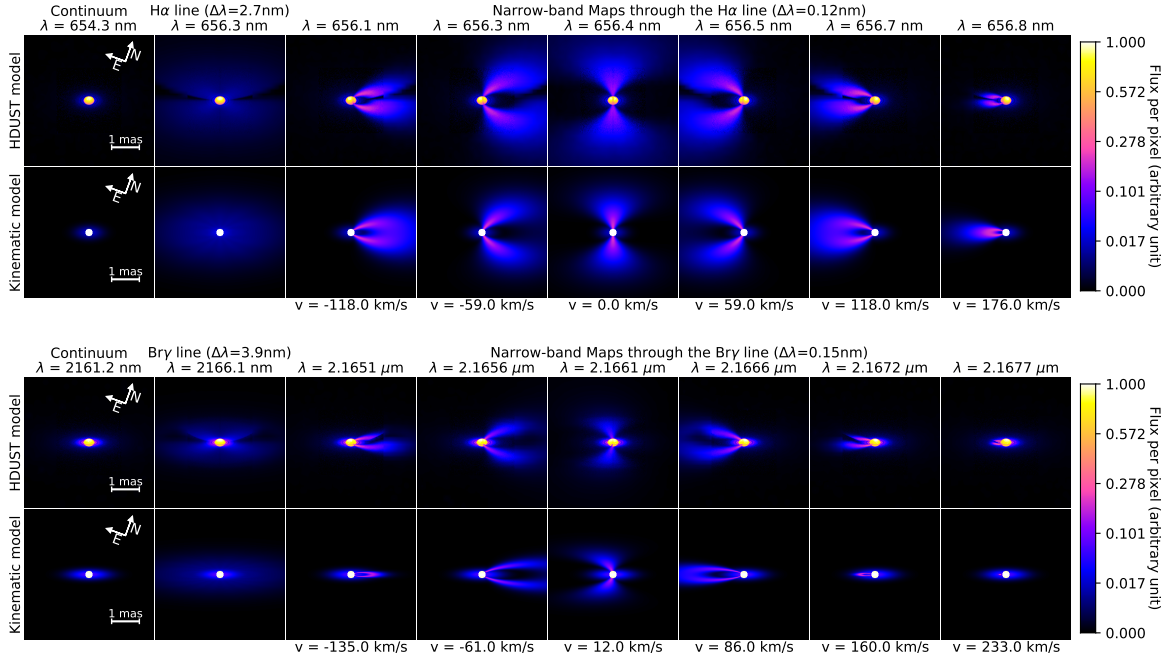 Continuum Hα line (Δλ=2.7nm) Narrow-band Maps through the Hα line (Δλ=0.12nm)
λ = 654.3 nm λ = 656.3 nm λ = 656.1 nm λ = 656.3 nm λ = 656.4 nm λ = 656.5 nm λ = 656.7 nm λ = 656.8 nm
HDUST model
N
E
1 mas
Kinematic model
N
E
1 mas
v = -118.0 km/s v = -59.0 km/s v = 0.0 km/s v = 59.0 km/s v = 118.0 km/s v = 176.0 km/s
1.000
0.572
0.278
0.101
0.017
0.000
Flux per pixel (arbitrary unit)
Continuum Brγ line (Δλ=3.9nm) Narrow-band Maps through the Brγ line (Δλ=0.15nm)
λ = 2161.2 nm λ = 2166.1 nm λ = 2.1651 μm λ = 2.1656 μm λ = 2.1661 μm λ = 2.1666 μm λ = 2.1672 μm λ = 2.1677 μm
HDUST model
N
E
1 mas
Kinematic model
N
E
1 mas
v = -135.0 km/s v = -61.0 km/s v = 12.0 km/s v = 86.0 km/s v = 160.0 km/s v = 233.0 km/s
1.000
0.572
0.278
0.101
0.017
0.000
Flux per pixel (arbitrary unit)